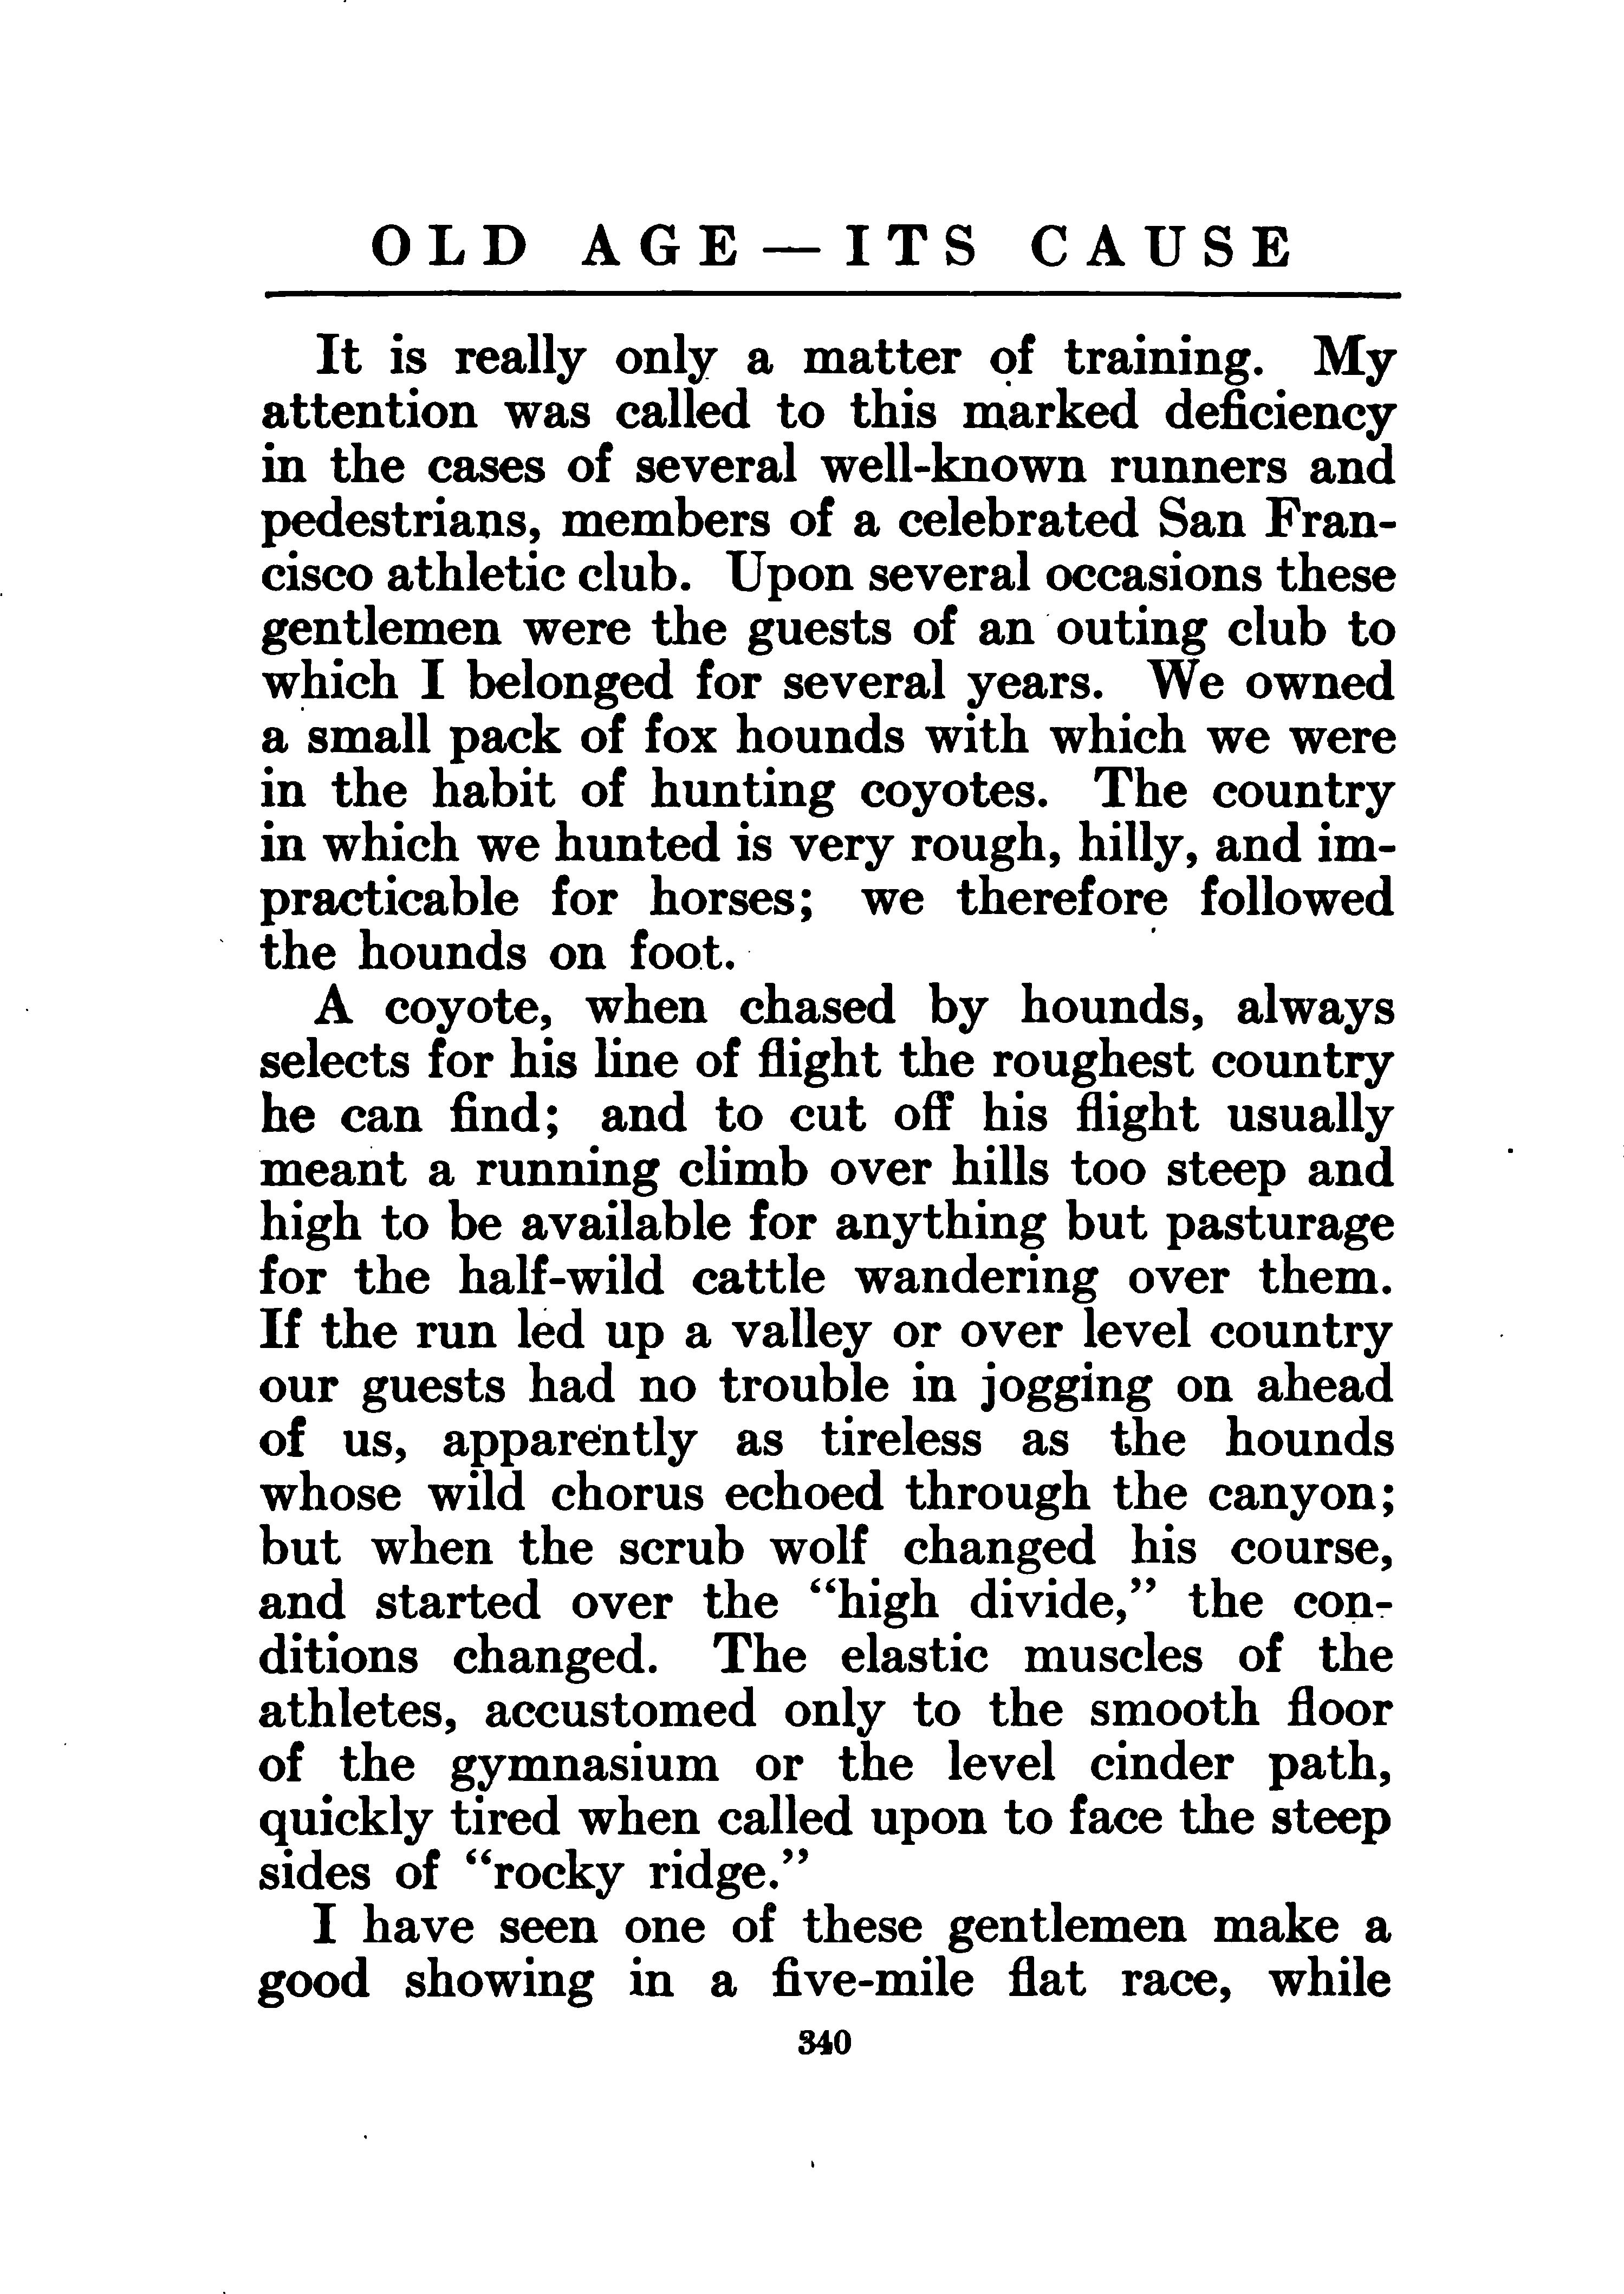 OLD AGE—ITS CAUSE
It is really only a matter of training. My
attention was called to this marked deficiency
in the cases of several well-known runners and
pedestrians, members of a celebrated San Fran-
cisco athletic club. Upon several occasions these
gentlemen were the guests of an outing club to
which I belonged for several years. We owned
a small pack of fox hounds with which we were
in the habit of hunting coyotes. The country
in which we hunted is very rough, hilly, and im-
practicable for horses; we therefore followed
the hounds on foot.
A coyote, when chased by hounds, always
selects for his line of flight the roughest country
he can find; and to cut off his flight usually
meant a running climb over hills too steep and
high to be available for anything but pasturage
for the half-wild cattle wandering over them.
If the run led up a valley or over level country
our guests had no trouble in jogging on ahead
of us, apparently as tireless as the hounds
whose wild chorus echoed through the canyon;
but when the scrub wolf changed his course,
and started over the "high divide," the con-
ditions changed. The elastic muscles of the
athletes, accustomed only to the smooth floor
of the gymnasium or the level cinder path,
quickly tired when called upon to face the steep
sides of "rocky ridge."
I have seen one of these gentlemen make a
good showing in a five-mile flat race, while
340